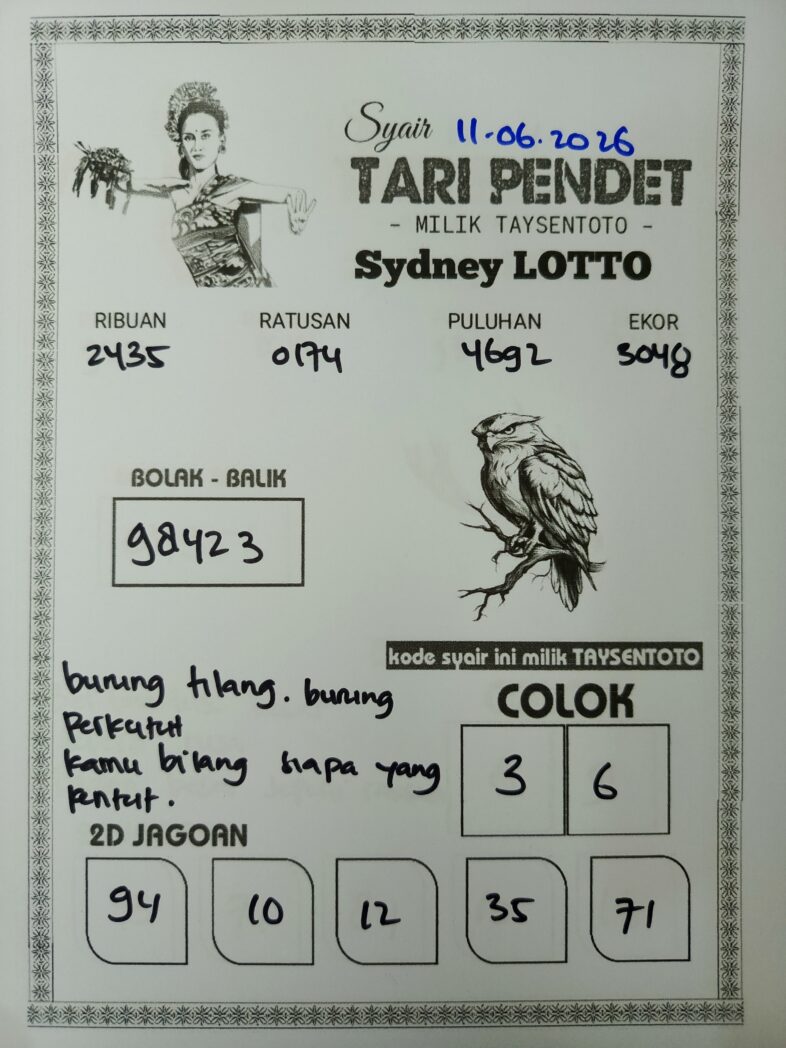 Syair 11-06.2026
TARI PENDET
- MILIK TAYSENTOTO -
Sydney LOTTO
RIBUAN RATUSAN PULUHAN EKOR
2435 0174 4692 3048
BOLAK - BALIK
98423
kode syair ini milik TAYSENTOTO
burung tilang. burung
perkutut
kamu bilang siapa yang
kentut.
COLOK
3 6
2D JAGOAN
94 10 12 35 71